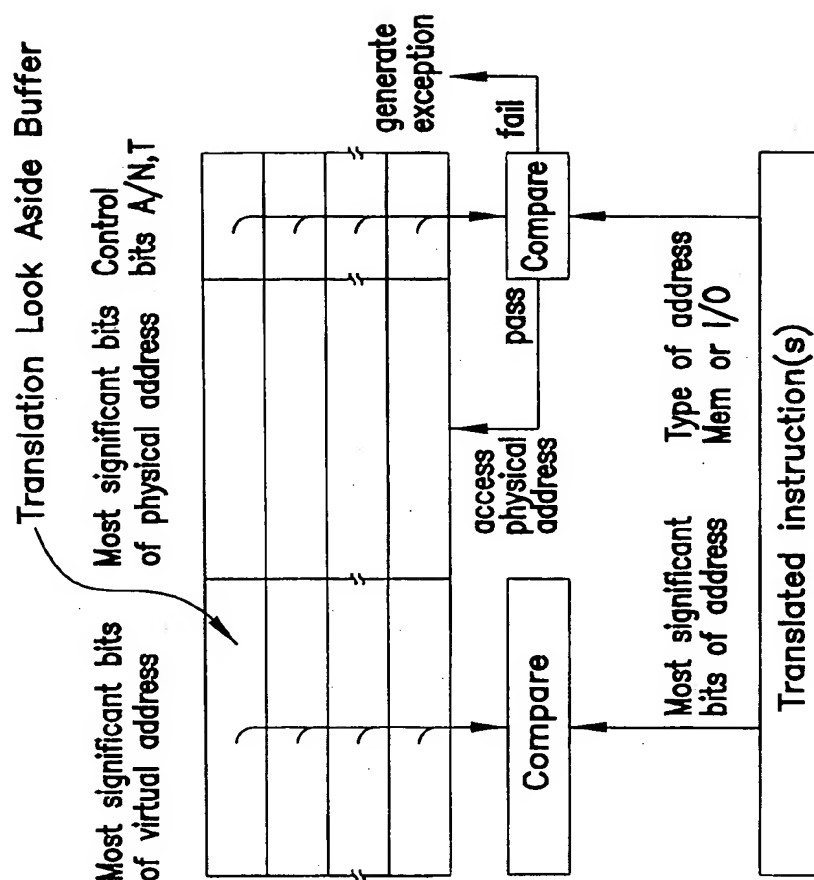 Translation Look Aside Buffer
Most significant bits
of virtual address
Most significant bits
of physical address
Control
bits A/N,T
generate
exception
fail
Compare
pass
access
physical
address
Compare
Most significant
bits of address
Type of address
Mem or I/O
Translated instruction(s)